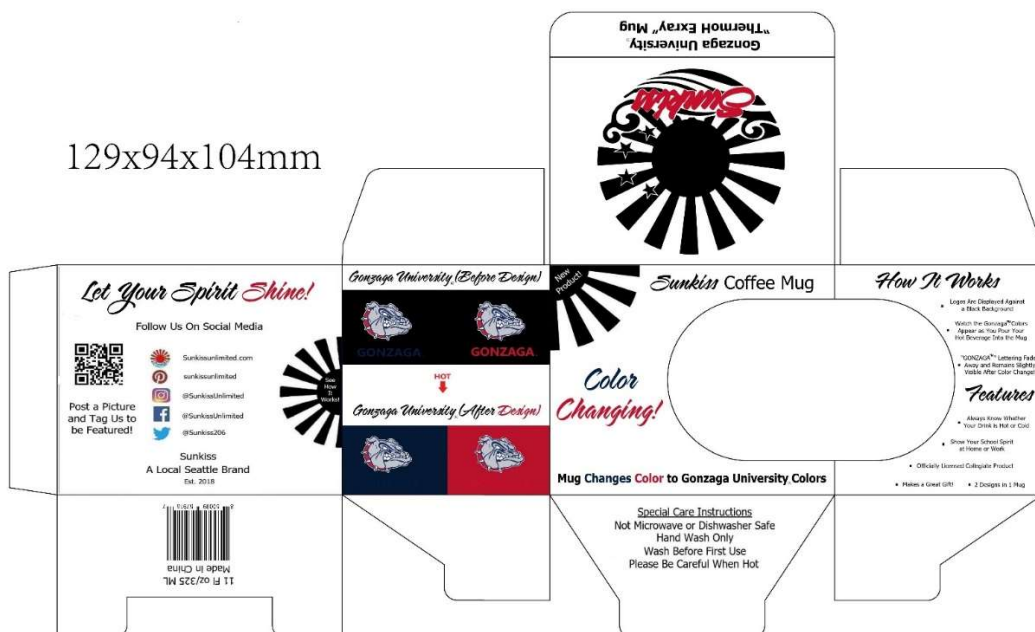 129x94x104mm
Gonzaga University
"ThermoH Exray" Mug
Sunkiss
Let Your Spirit Shine!
Follow Us On Social Media
Sunkissunlimited.com
sunkissunlimited
@SunkissUnlimited
@SunkissUnlimited
@Sunkiss206
Post a Picture
and Tag Us to
be Featured!
Sunkiss
A Local Seattle Brand
Est. 2018
See
How
It
Works!
Made in China
11 Fl oz/325 ML
Gonzaga University (Before Design)
GONZAGA
GONZAGA
HOT
Gonzaga University (After Design)
New
Product!
Sunkiss Coffee Mug
Color
Changing!
Mug Changes Color to Gonzaga University Colors
Special Care Instructions
Not Microwave or Dishwasher Safe
Hand Wash Only
Wash Before First Use
Please Be Careful When Hot
How It Works
• Logos Are Displayed Against
a Black Background
• Watch the Gonzaga™ Colors
Appear as You Pour Your
Hot Beverage Into the Mug
• "GONZAGA™" Lettering Fade
Away and Remains Slightly
Visible After Color Change!
Features
• Always Know Whether
Your Drink is Hot or Cold
• Show Your School Spirit
at Home or Work
• Officially Licensed Collegiate Product
• Makes a Great Gift! • 2 Designs in 1 Mug